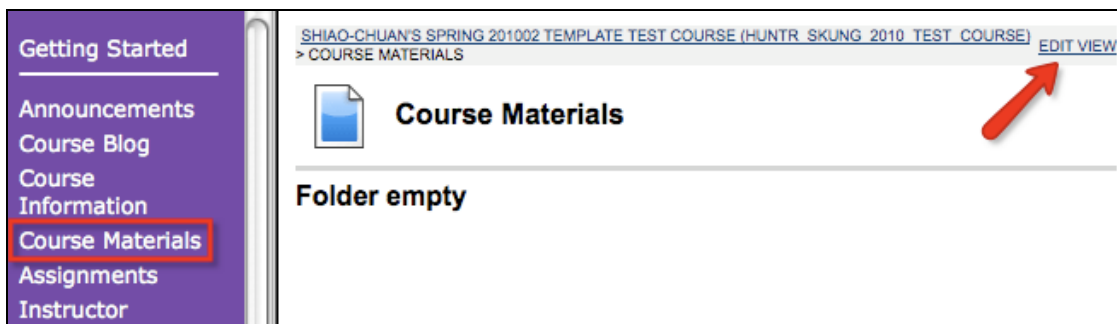 Getting Started
Announcements
Course Blog
Course
Information
Course Materials
Assignments
Instructor
SHIAO-CHUAN'S SPRING 201002 TEMPLATE TEST COURSE (HUNTR_SKUNG_2010_TEST_COURSE)
> COURSE MATERIALS
EDIT VIEW
Course Materials
Folder empty